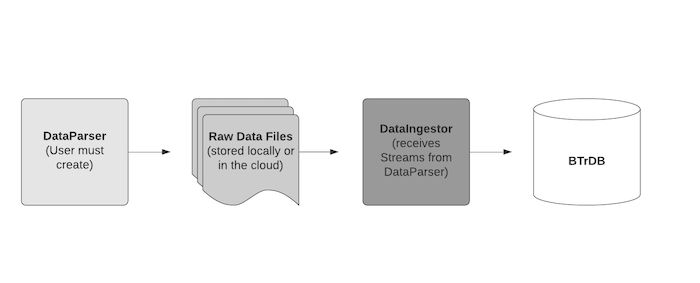 DataParser
(User must
create)
Raw Data Files
(stored locally or
in the cloud)
DataIngestor
(receives
Streams from
DataParser)
BTrDB